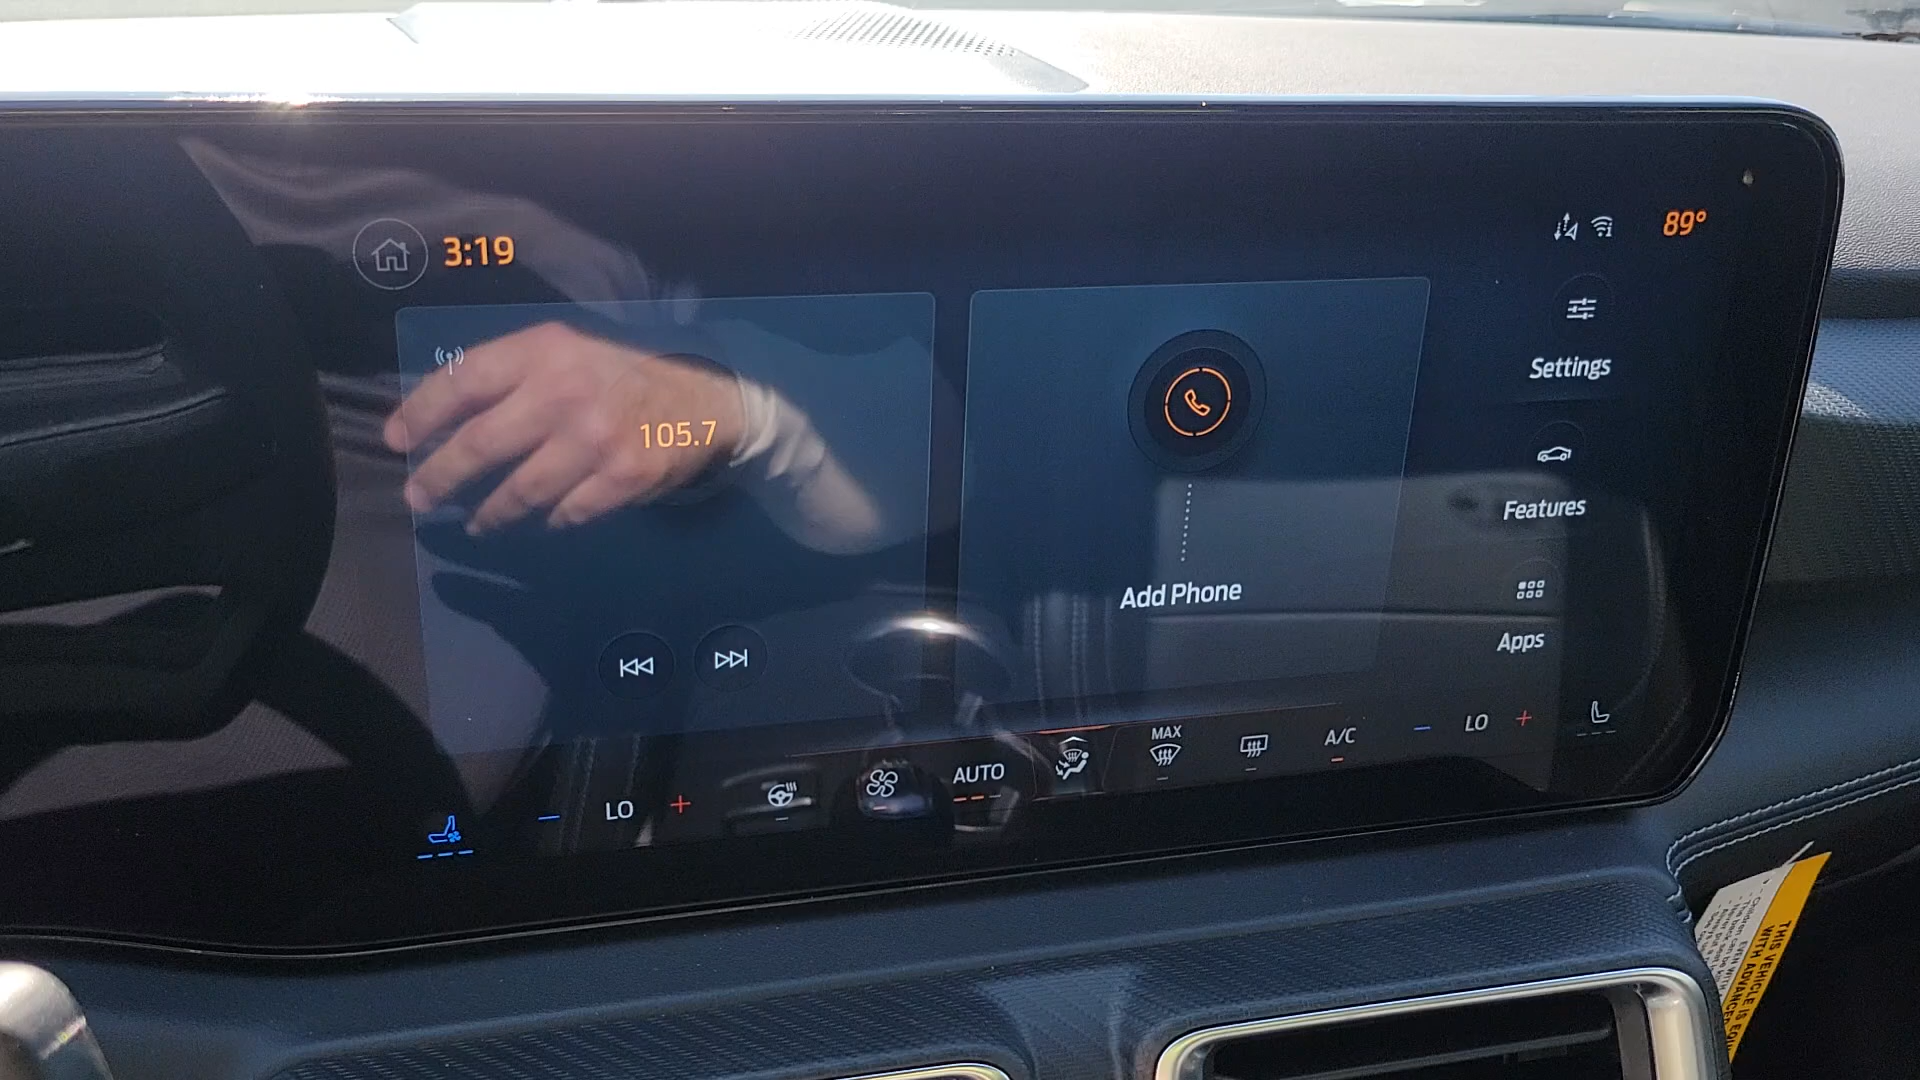 3:19
89°
Settings
105.7
Features
Add Phone
Apps
MAX
A/C
LO
AUTO
LO
THIS VEHICLE IS
WITH ADVANCED